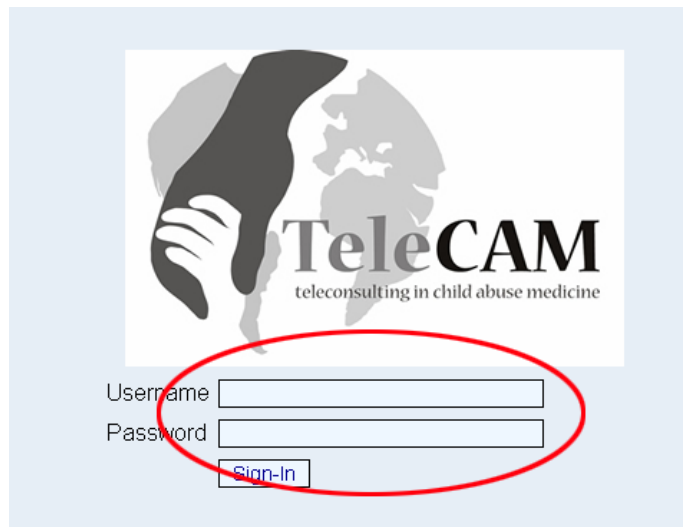 TeleCAM
teleconsulting in child abuse medicine
Username
Password
Sign-In